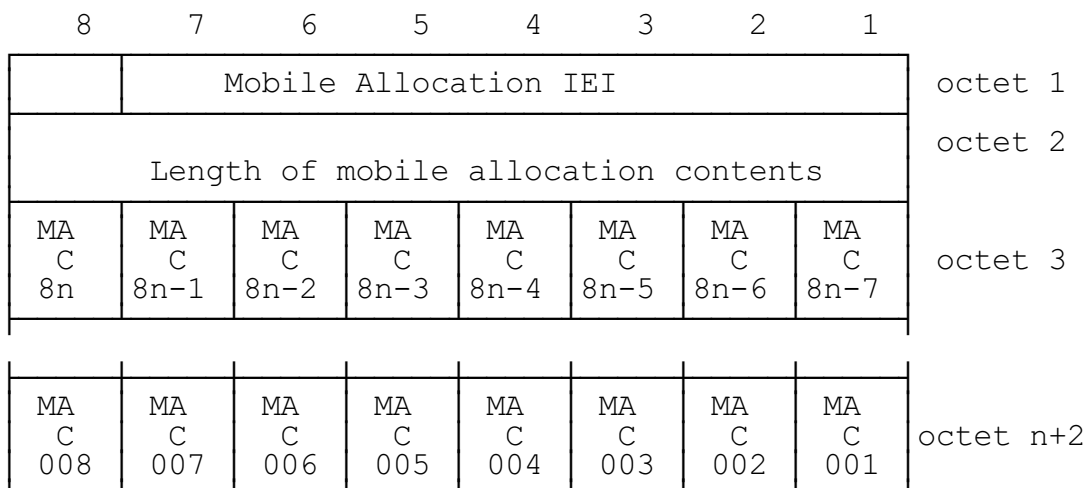 8 7 6 5 4 3 2 1
Mobile Allocation IEI octet 1
octet 2
Length of mobile allocation contents
MA MA MA MA MA MA MA MA
C C C C C C C C octet 3
8n 8n-1 8n-2 8n-3 8n-4 8n-5 8n-6 8n-7
MA MA MA MA MA MA MA MA
C C C C C C C C octet n+2
008 007 006 005 004 003 002 001